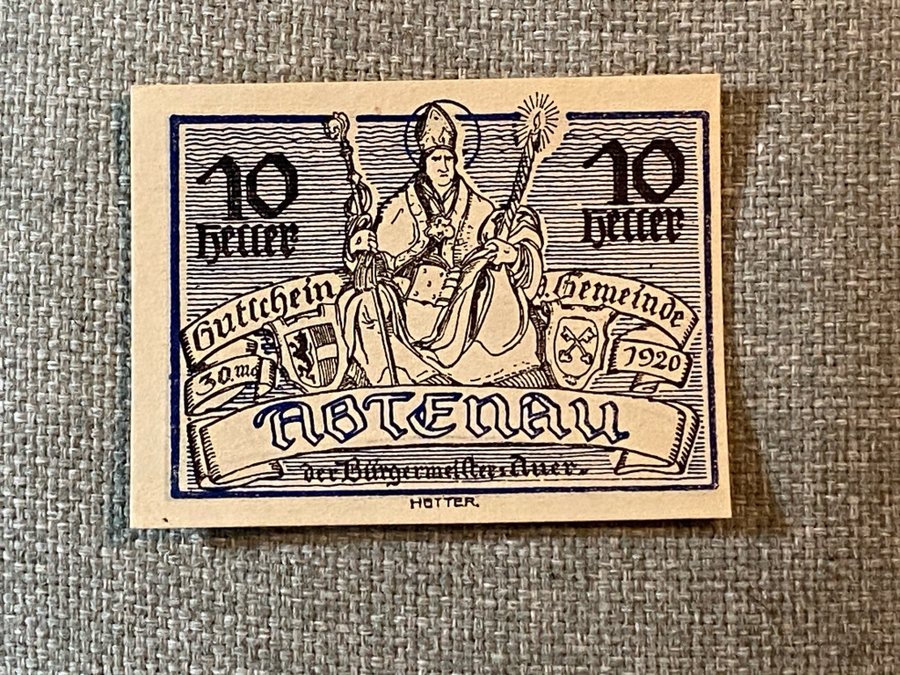 10 10
Heller Heller
Gutschein d. Gemeinde
30. mai 1920
ABTENAU
der Bürgermeister: Auer.
HÖTTER.